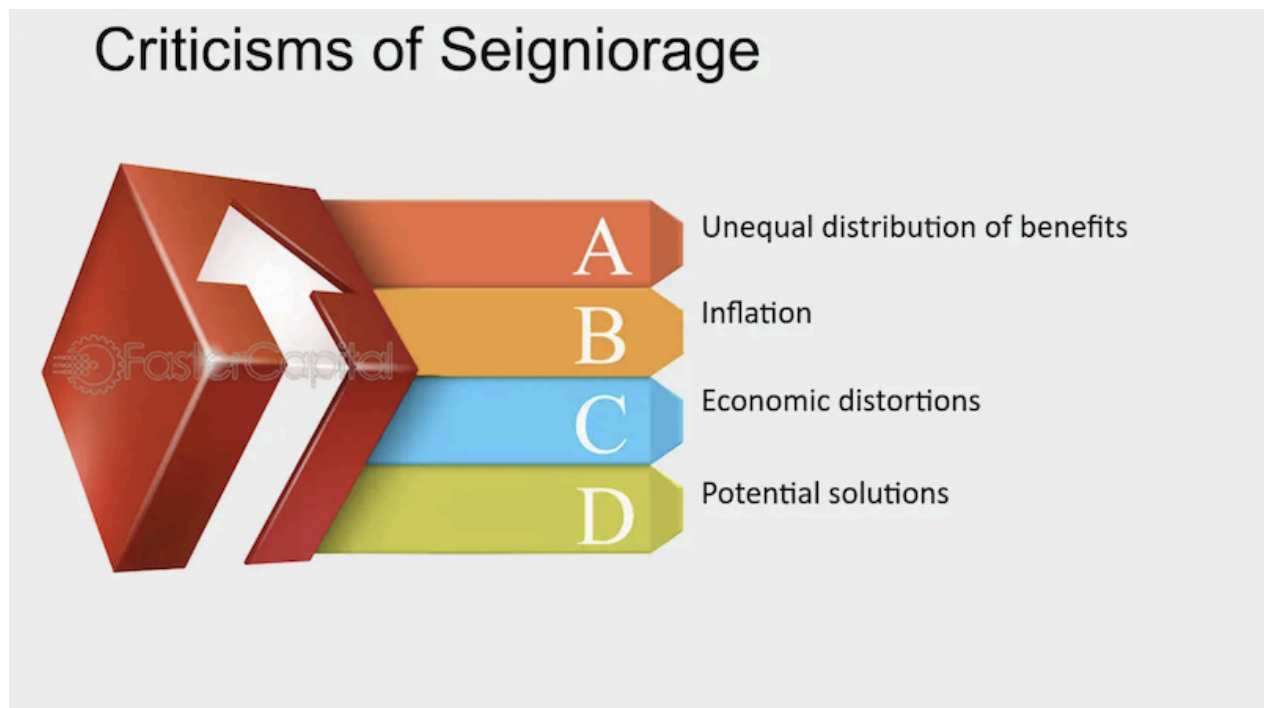 Criticisms of Seigniorage
A Unequal distribution of benefits
B Inflation
FasterCapital
C Economic distortions
D Potential solutions